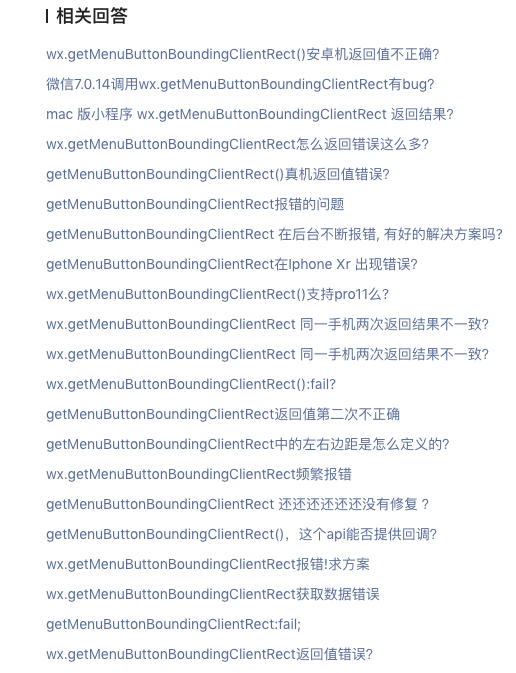 相关回答
wx.getMenuButtonBoundingClientRect()安卓机返回值不正确?
微信7.0.14调用wx.getMenuButtonBoundingClientRect有bug?
mac 版小程序 wx.getMenuButtonBoundingClientRect 返回结果?
wx.getMenuButtonBoundingClientRect怎么返回错误这么多?
getMenuButtonBoundingClientRect()真机返回值错误?
getMenuButtonBoundingClientRect报错的问题
getMenuButtonBoundingClientRect 在后台不断报错, 有好的解决方案吗?
getMenuButtonBoundingClientRect在Iphone Xr 出现错误?
wx.getMenuButtonBoundingClientRect()支持pro11么?
wx.getMenuButtonBoundingClientRect 同一手机两次返回结果不一致?
wx.getMenuButtonBoundingClientRect 同一手机两次返回结果不一致?
wx.getMenuButtonBoundingClientRect():fail?
getMenuButtonBoundingClientRect返回值第二次不正确
getMenuButtonBoundingClientRect中的左右边距是怎么定义的?
wx.getMenuButtonBoundingClientRect频繁报错
getMenuButtonBoundingClientRect 还还还还还还没有修复 ?
getMenuButtonBoundingClientRect()，这个api能否提供回调?
wx.getMenuButtonBoundingClientRect报错!求方案
wx.getMenuButtonBoundingClientRect获取数据错误
getMenuButtonBoundingClientRect:fail;
wx.getMenuButtonBoundingClientRect返回值错误?